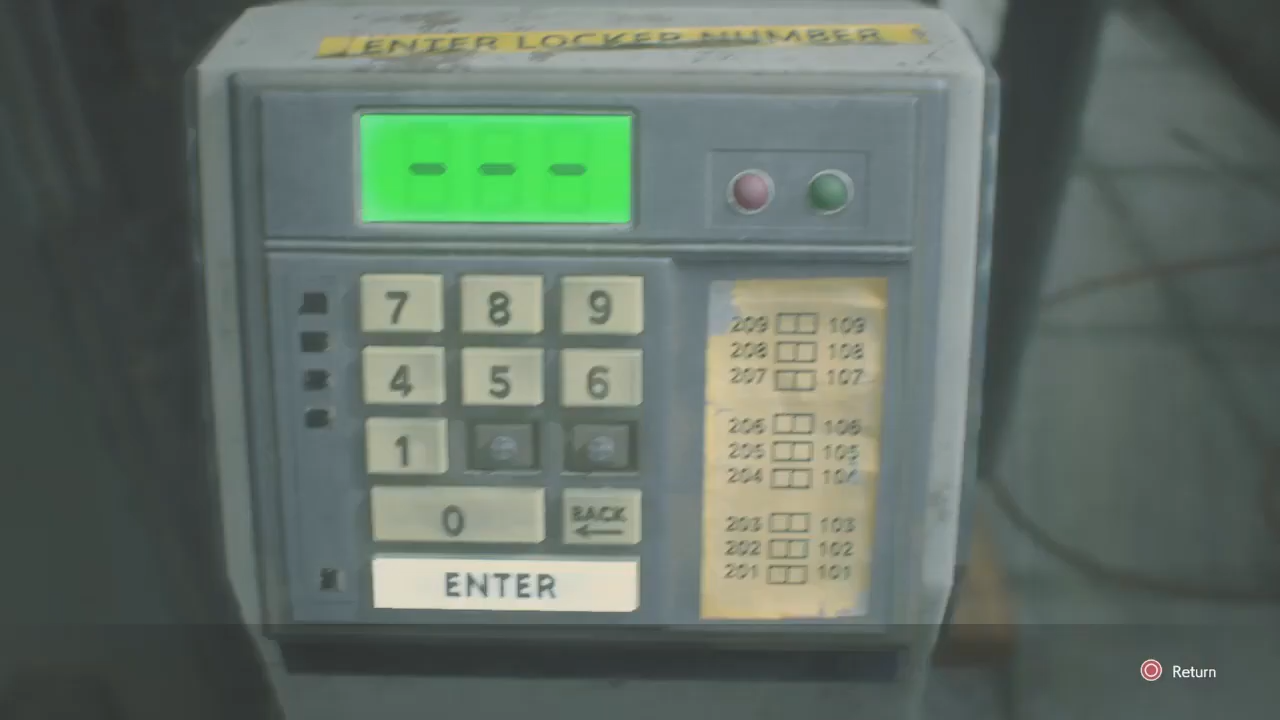 ENTER LOCKER NUMBER
- - -
7 8 9
4 5 6
1
0 BACK
ENTER
209 109
208 108
207 107
206 106
205 105
204 104
203 103
202 102
201 101
Return